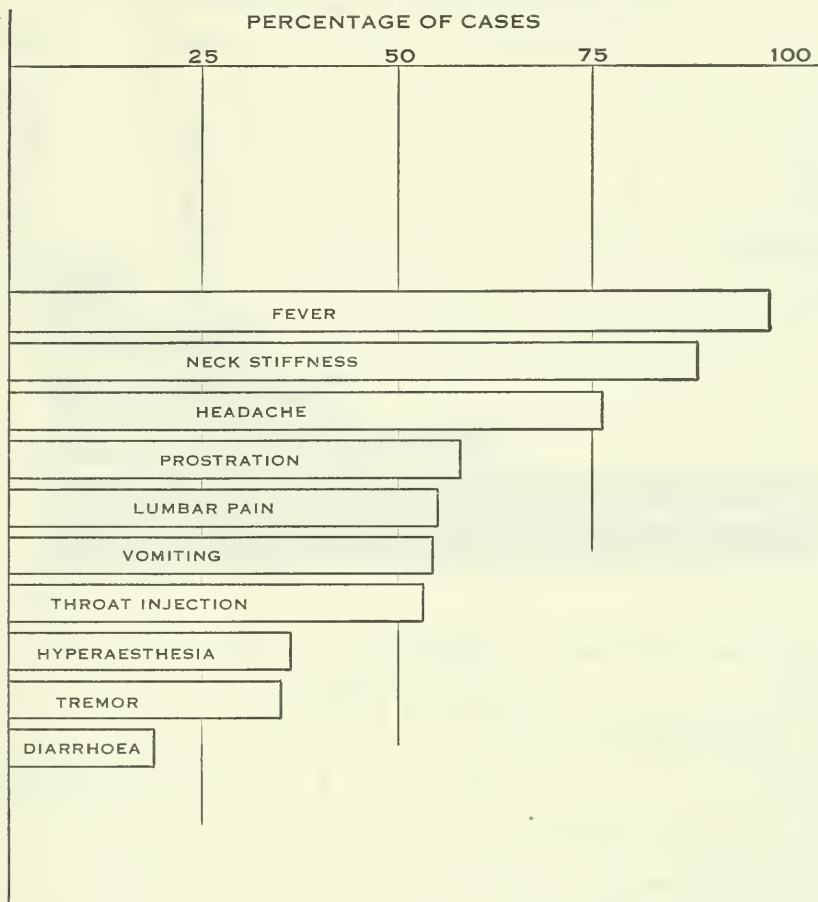 PERCENTAGE OF CASES
25 50 75 100
FEVER
NECK STIFFNESS
HEADACHE
PROSTRATION
LUMBAR PAIN
VOMITING
THROAT INJECTION
HYPERAESTHESIA
TREMOR
DIARRHOEA